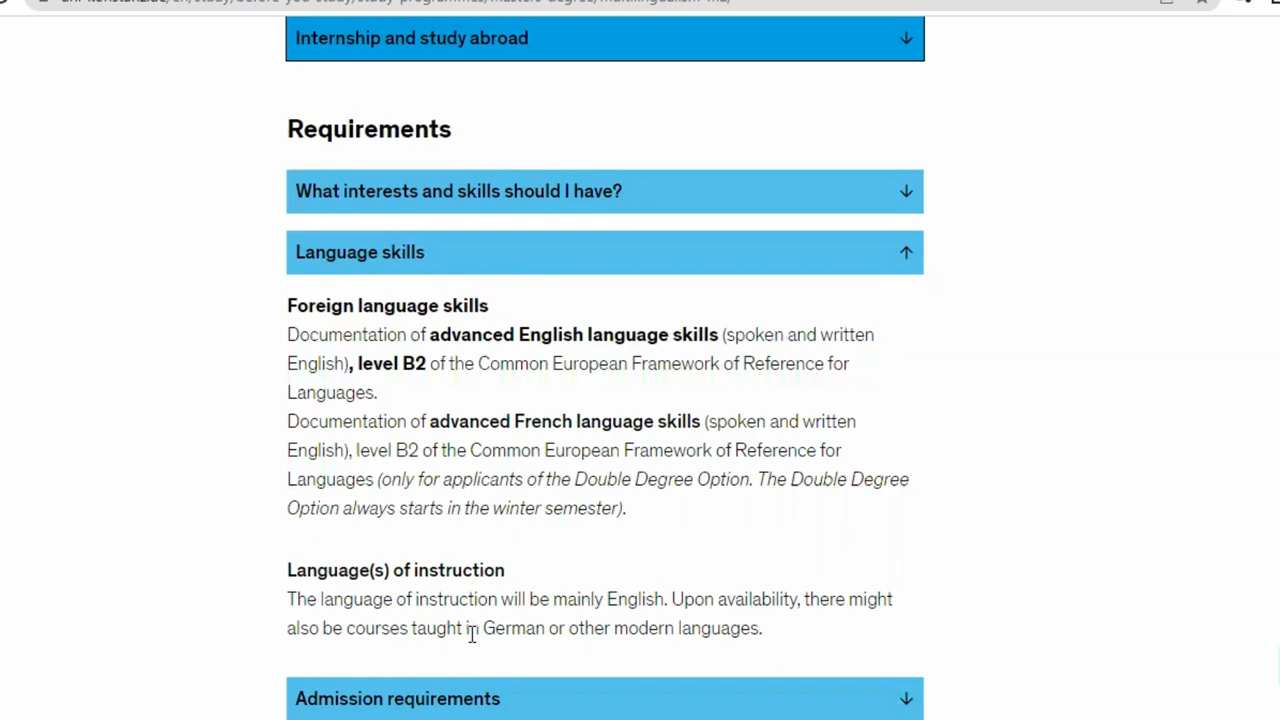 Internship and study abroad
Requirements
What interests and skills should I have?
Language skills
Foreign language skills
Documentation of advanced English language skills (spoken and written
English), level B2 of the Common European Framework of Reference for
Languages.
Documentation of advanced French language skills (spoken and written
English), level B2 of the Common European Framework of Reference for
Languages (only for applicants of the Double Degree Option. The Double Degree
Option always starts in the winter semester).
Language(s) of instruction
The language of instruction will be mainly English. Upon availability, there might
also be courses taught in German or other modern languages.
Admission requirements